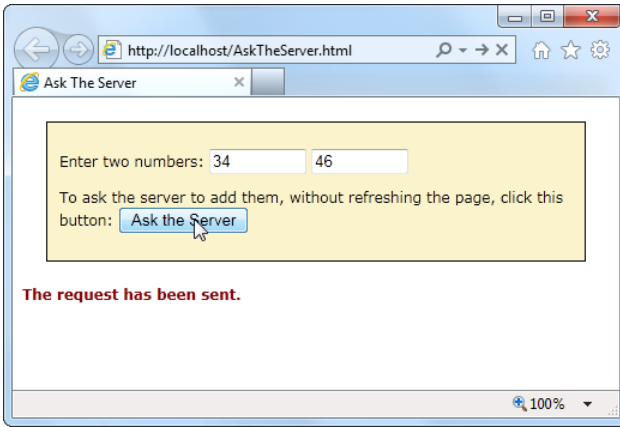 http://localhost/AskTheServer.html
Ask The Server
Enter two numbers: 34 46
To ask the server to add them, without refreshing the page, click this
button: Ask the Server
The request has been sent.
100%